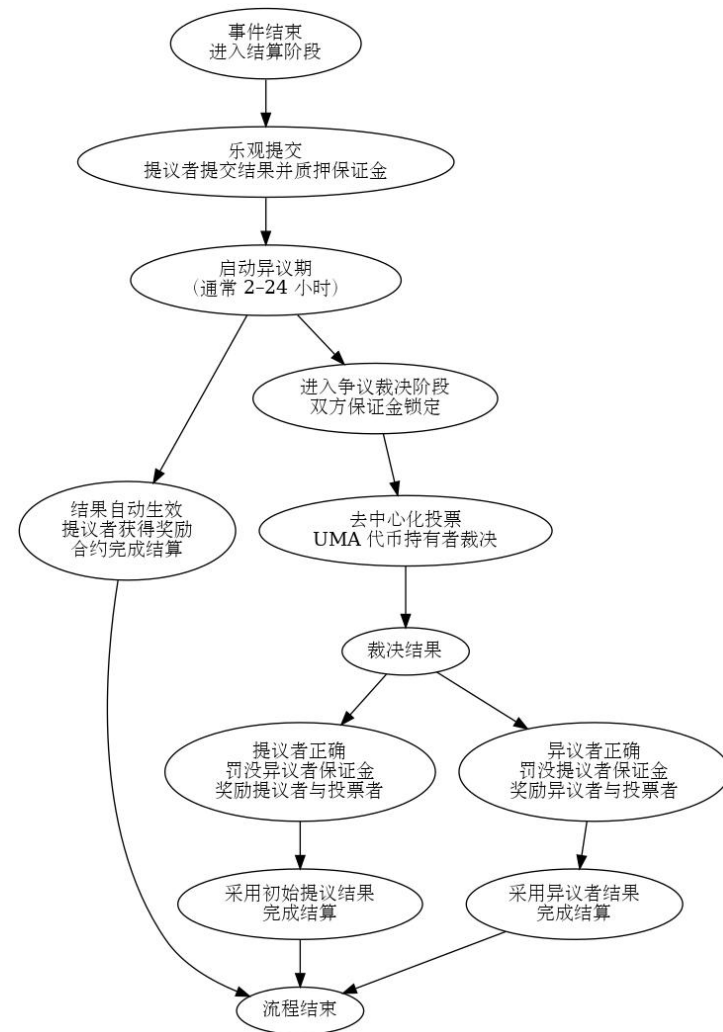 事件结束
进入结算阶段
乐观提交
提议者提交结果并质押保证金
启动异议期
（通常 2–24 小时）
进入争议裁决阶段
双方保证金锁定
结果自动生效
提议者获得奖励
合约完成结算
去中心化投票
UMA 代币持有者裁决
裁决结果
提议者正确
罚没异议者保证金
奖励提议者与投票者
异议者正确
罚没提议者保证金
奖励异议者与投票者
采用初始提议结果
完成结算
采用异议者结果
完成结算
流程结束